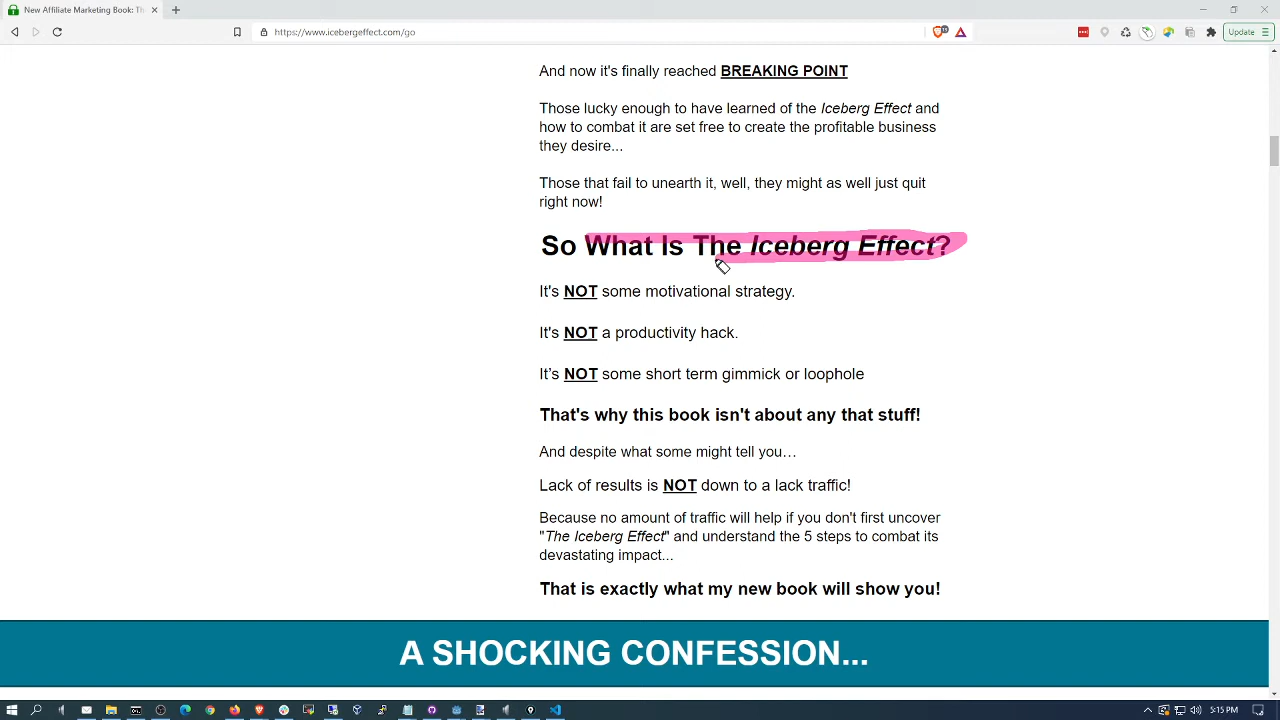 New Affiliate Marketing Book: Th
https://www.icebergeffect.com/go
Update
And now it's finally reached BREAKING POINT
Those lucky enough to have learned of the Iceberg Effect and
how to combat it are set free to create the profitable business
they desire...
Those that fail to unearth it, well, they might as well just quit
right now!
So What Is The Iceberg Effect?
It's NOT some motivational strategy.
It's NOT a productivity hack.
It’s NOT some short term gimmick or loophole
That's why this book isn't about any that stuff!
And despite what some might tell you…
Lack of results is NOT down to a lack traffic!
Because no amount of traffic will help if you don't first uncover
"The Iceberg Effect" and understand the 5 steps to combat its
devastating impact...
That is exactly what my new book will show you!
A SHOCKING CONFESSION...
5:15 PM